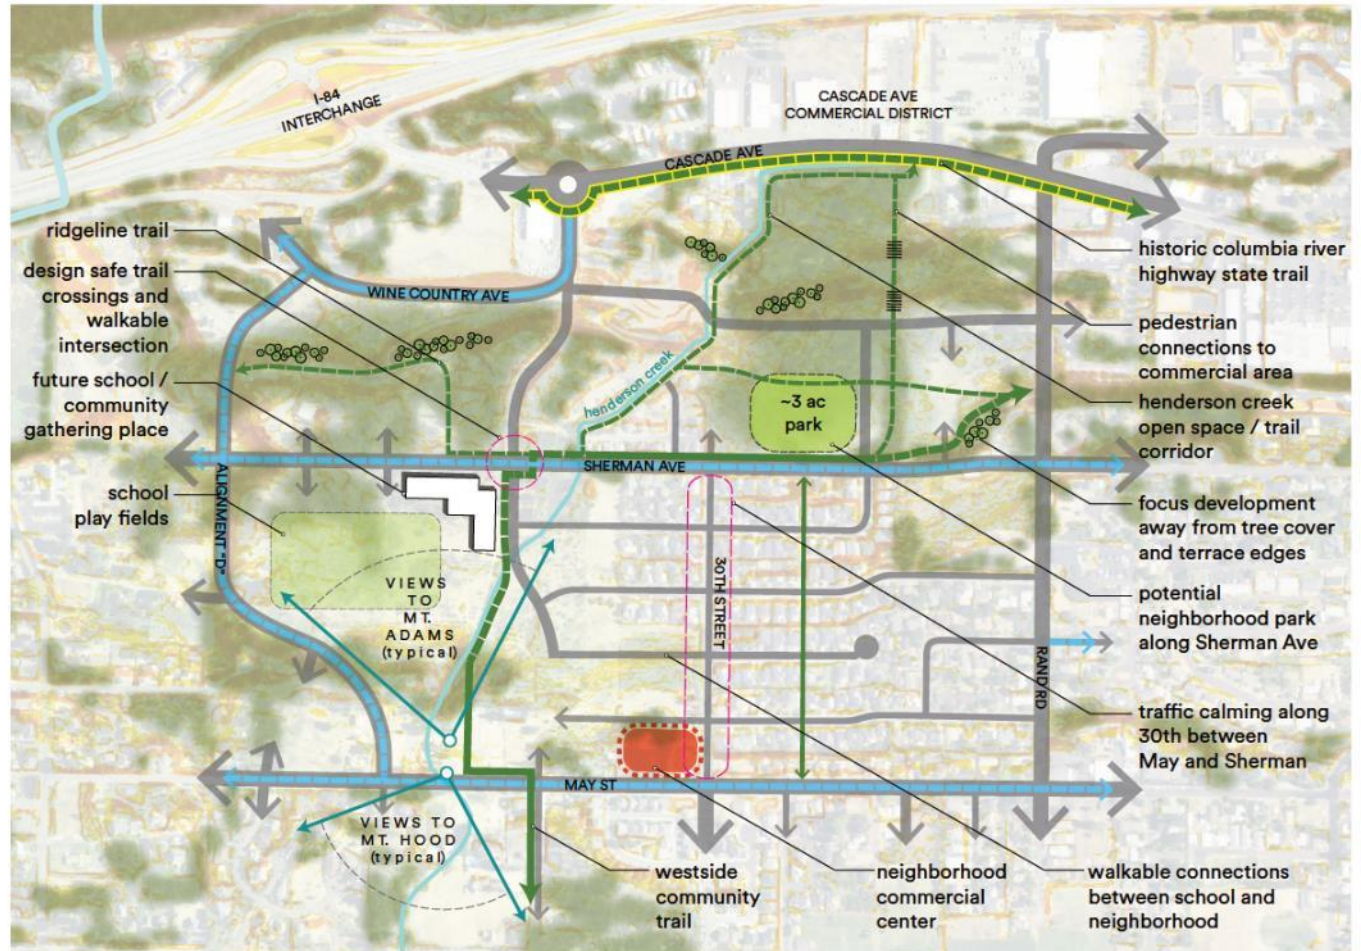 I-84
INTERCHANGE
CASCADE AVE
COMMERCIAL DISTRICT
CASCADE AVE
ridgeline trail
design safe trail
crossings and
walkable
intersection
future school /
community
gathering place
school
play fields
WINE COUNTRY AVE
henderson creek
~3 ac
park
SHERMAN AVE
ALIGNMENT "D"
VIEWS
TO
MT.
ADAMS
(typical)
30TH STREET
RAND RD
MAY ST
VIEWS TO
MT. HOOD
(typical)
historic columbia river
highway state trail
pedestrian
connections to
commercial area
henderson creek
open space / trail
corridor
focus development
away from tree cover
and terrace edges
potential
neighborhood park
along Sherman Ave
traffic calming along
30th between
May and Sherman
westside
community
trail
neighborhood
commercial
center
walkable connections
between school and
neighborhood